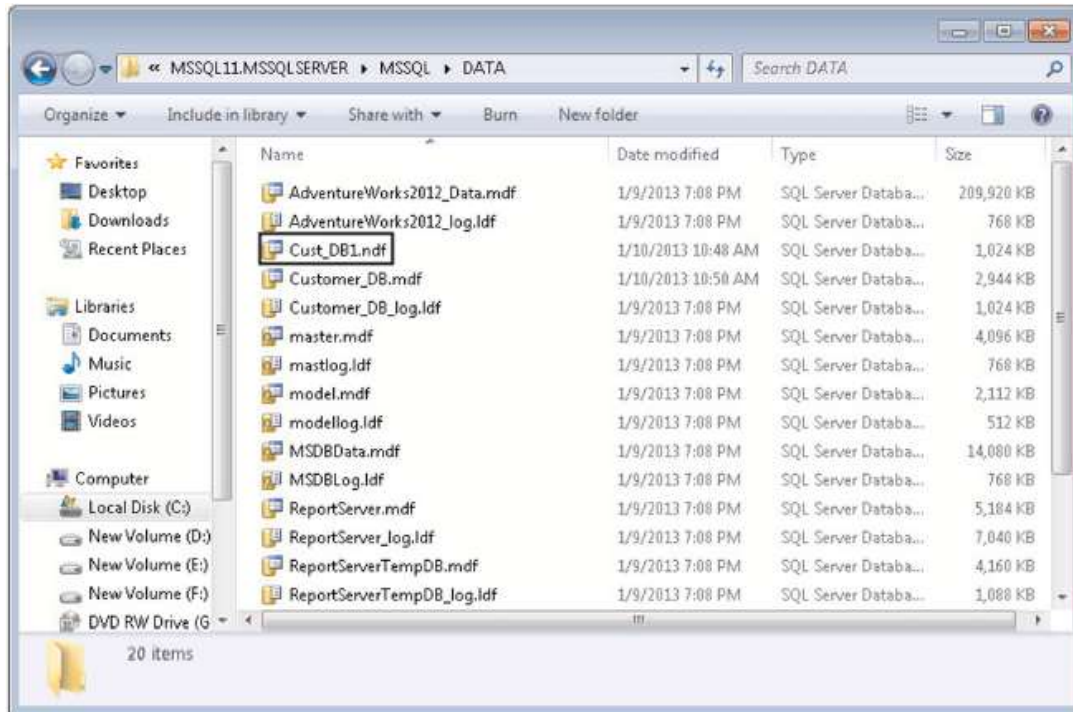 « MSSQL11.MSSQLSERVER ▸ MSSQL ▸ DATA
Search DATA
Organize Include in library Share with Burn New folder
Favorites
Desktop
Downloads
Recent Places
Libraries
Documents
Music
Pictures
Videos
Computer
Local Disk (C:)
New Volume (D:)
New Volume (E:)
New Volume (F:)
DVD RW Drive (G
Name Date modified Type Size
AdventureWorks2012_Data.mdf 1/9/2013 7:08 PM SQL Server Databa... 209,920 KB
AdventureWorks2012_log.ldf 1/9/2013 7:08 PM SQL Server Databa... 768 KB
Cust_DB1.ndf 1/10/2013 10:48 AM SQL Server Databa... 1,024 KB
Customer_DB.mdf 1/10/2013 10:50 AM SQL Server Databa... 2,944 KB
Customer_DB_log.ldf 1/9/2013 7:08 PM SQL Server Databa... 1,024 KB
master.mdf 1/9/2013 7:08 PM SQL Server Databa... 4,096 KB
mastlog.ldf 1/9/2013 7:08 PM SQL Server Databa... 768 KB
model.mdf 1/9/2013 7:08 PM SQL Server Databa... 2,112 KB
modellog.ldf 1/9/2013 7:08 PM SQL Server Databa... 512 KB
MSDBData.mdf 1/9/2013 7:08 PM SQL Server Databa... 14,080 KB
MSDBLog.ldf 1/9/2013 7:08 PM SQL Server Databa... 768 KB
ReportServer.mdf 1/9/2013 7:08 PM SQL Server Databa... 5,184 KB
ReportServer_log.ldf 1/9/2013 7:08 PM SQL Server Databa... 7,040 KB
ReportServerTempDB.mdf 1/9/2013 7:08 PM SQL Server Databa... 4,160 KB
ReportServerTempDB_log.ldf 1/9/2013 7:08 PM SQL Server Databa... 1,088 KB
20 items